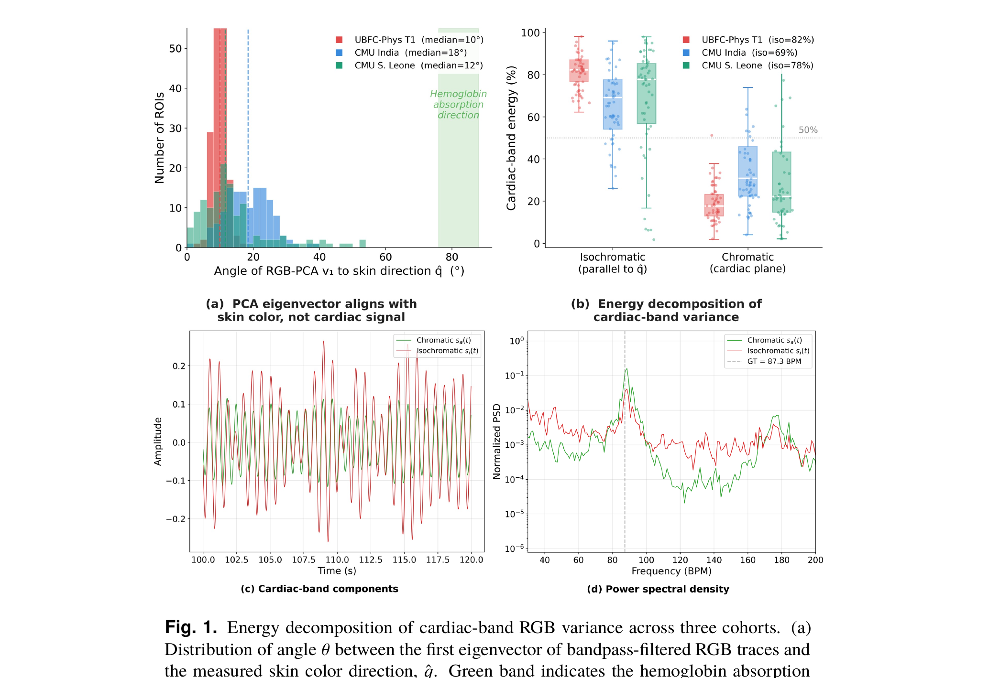 50
40
30
20
10
0
Number of ROIs
UBFC-Phys T1 (median=10°)
CMU India (median=18°)
CMU S. Leone (median=12°)
Hemoglobin
absorption
direction
0 20 40 60 80
Angle of RGB-PCA v₁ to skin direction q̂ (°)
(a) PCA eigenvector aligns with
skin color, not cardiac signal
100
80
60
40
20
0
Cardiac-band energy (%)
UBFC-Phys T1 (iso=82%)
CMU India (iso=69%)
CMU S. Leone (iso=78%)
50%
Isochromatic
(parallel to q̂)
Chromatic
(cardiac plane)
(b) Energy decomposition of
cardiac-band variance
0.2
0.1
0.0
−0.1
−0.2
Amplitude
Chromatic sₐ(t)
Isochromatic sᵢ(t)
100.0 102.5 105.0 107.5 110.0 112.5 115.0 117.5 120.0
Time (s)
(c) Cardiac-band components
10⁰
10⁻¹
10⁻²
10⁻³
10⁻⁴
10⁻⁵
10⁻⁶
Normalized PSD
Chromatic sₐ(t)
Isochromatic sᵢ(t)
GT = 87.3 BPM
40 60 80 100 120 140 160 180 200
Frequency (BPM)
(d) Power spectral density
Fig. 1. Energy decomposition of cardiac-band RGB variance across three cohorts. (a)
Distribution of angle θ between the first eigenvector of bandpass-filtered RGB traces and
the measured skin color direction, q̂. Green band indicates the hemoglobin absorption